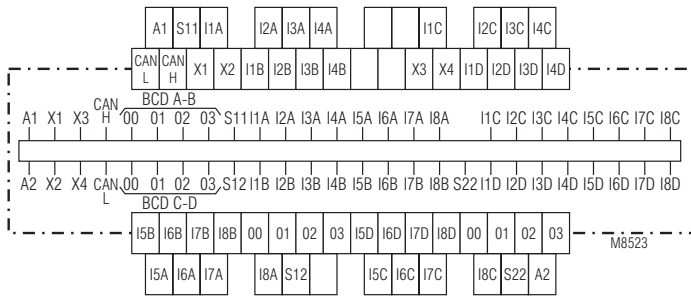 A1 S11 I1A I2A I3A I4A I1C I2C I3C I4C
CAN L CAN H X1 X2 I1B I2B I3B I4B X3 X4 I1D I2D I3D I4D
BCD A-B
A1 X1 X3 CAN H 00 01 02 03 S11 I1A I2A I3A I4A I5A I6A I7A I8A I1C I2C I3C I4C I5C I6C I7C I8C
A2 X2 X4 CAN L 00 01 02 03 S12 I1B I2B I3B I4B I5B I6B I7B I8B S22 I1D I2D I3D I4D I5D I6D I7D I8D
BCD C-D
I5B I6B I7B I8B 00 01 02 03 I5D I6D I7D I8D 00 01 02 03
M8523
I5A I6A I7A I8A S12 I5C I6C I7C I8C S22 A2